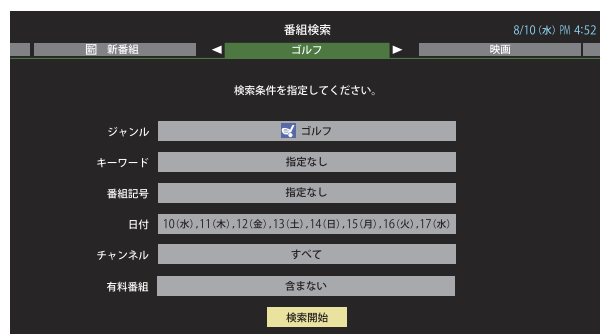 番組検索
8/10 (水) PM 4:52
新番組 ◀ ゴルフ ▶ 映画
検索条件を指定してください。
ジャンル ゴルフ
キーワード 指定なし
番組記号 指定なし
日付 10(水),11(木),12(金),13(土),14(日),15(月),16(火),17(水)
チャンネル すべて
有料番組 含まない
検索開始